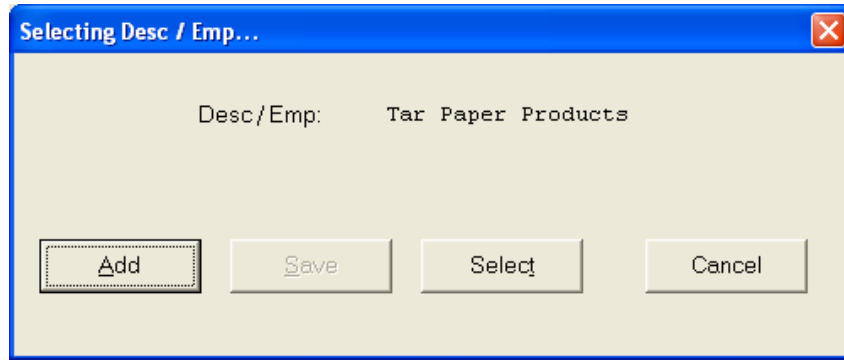 Selecting Desc / Emp...
Desc/Emp: Tar Paper Products
Add Save Select Cancel